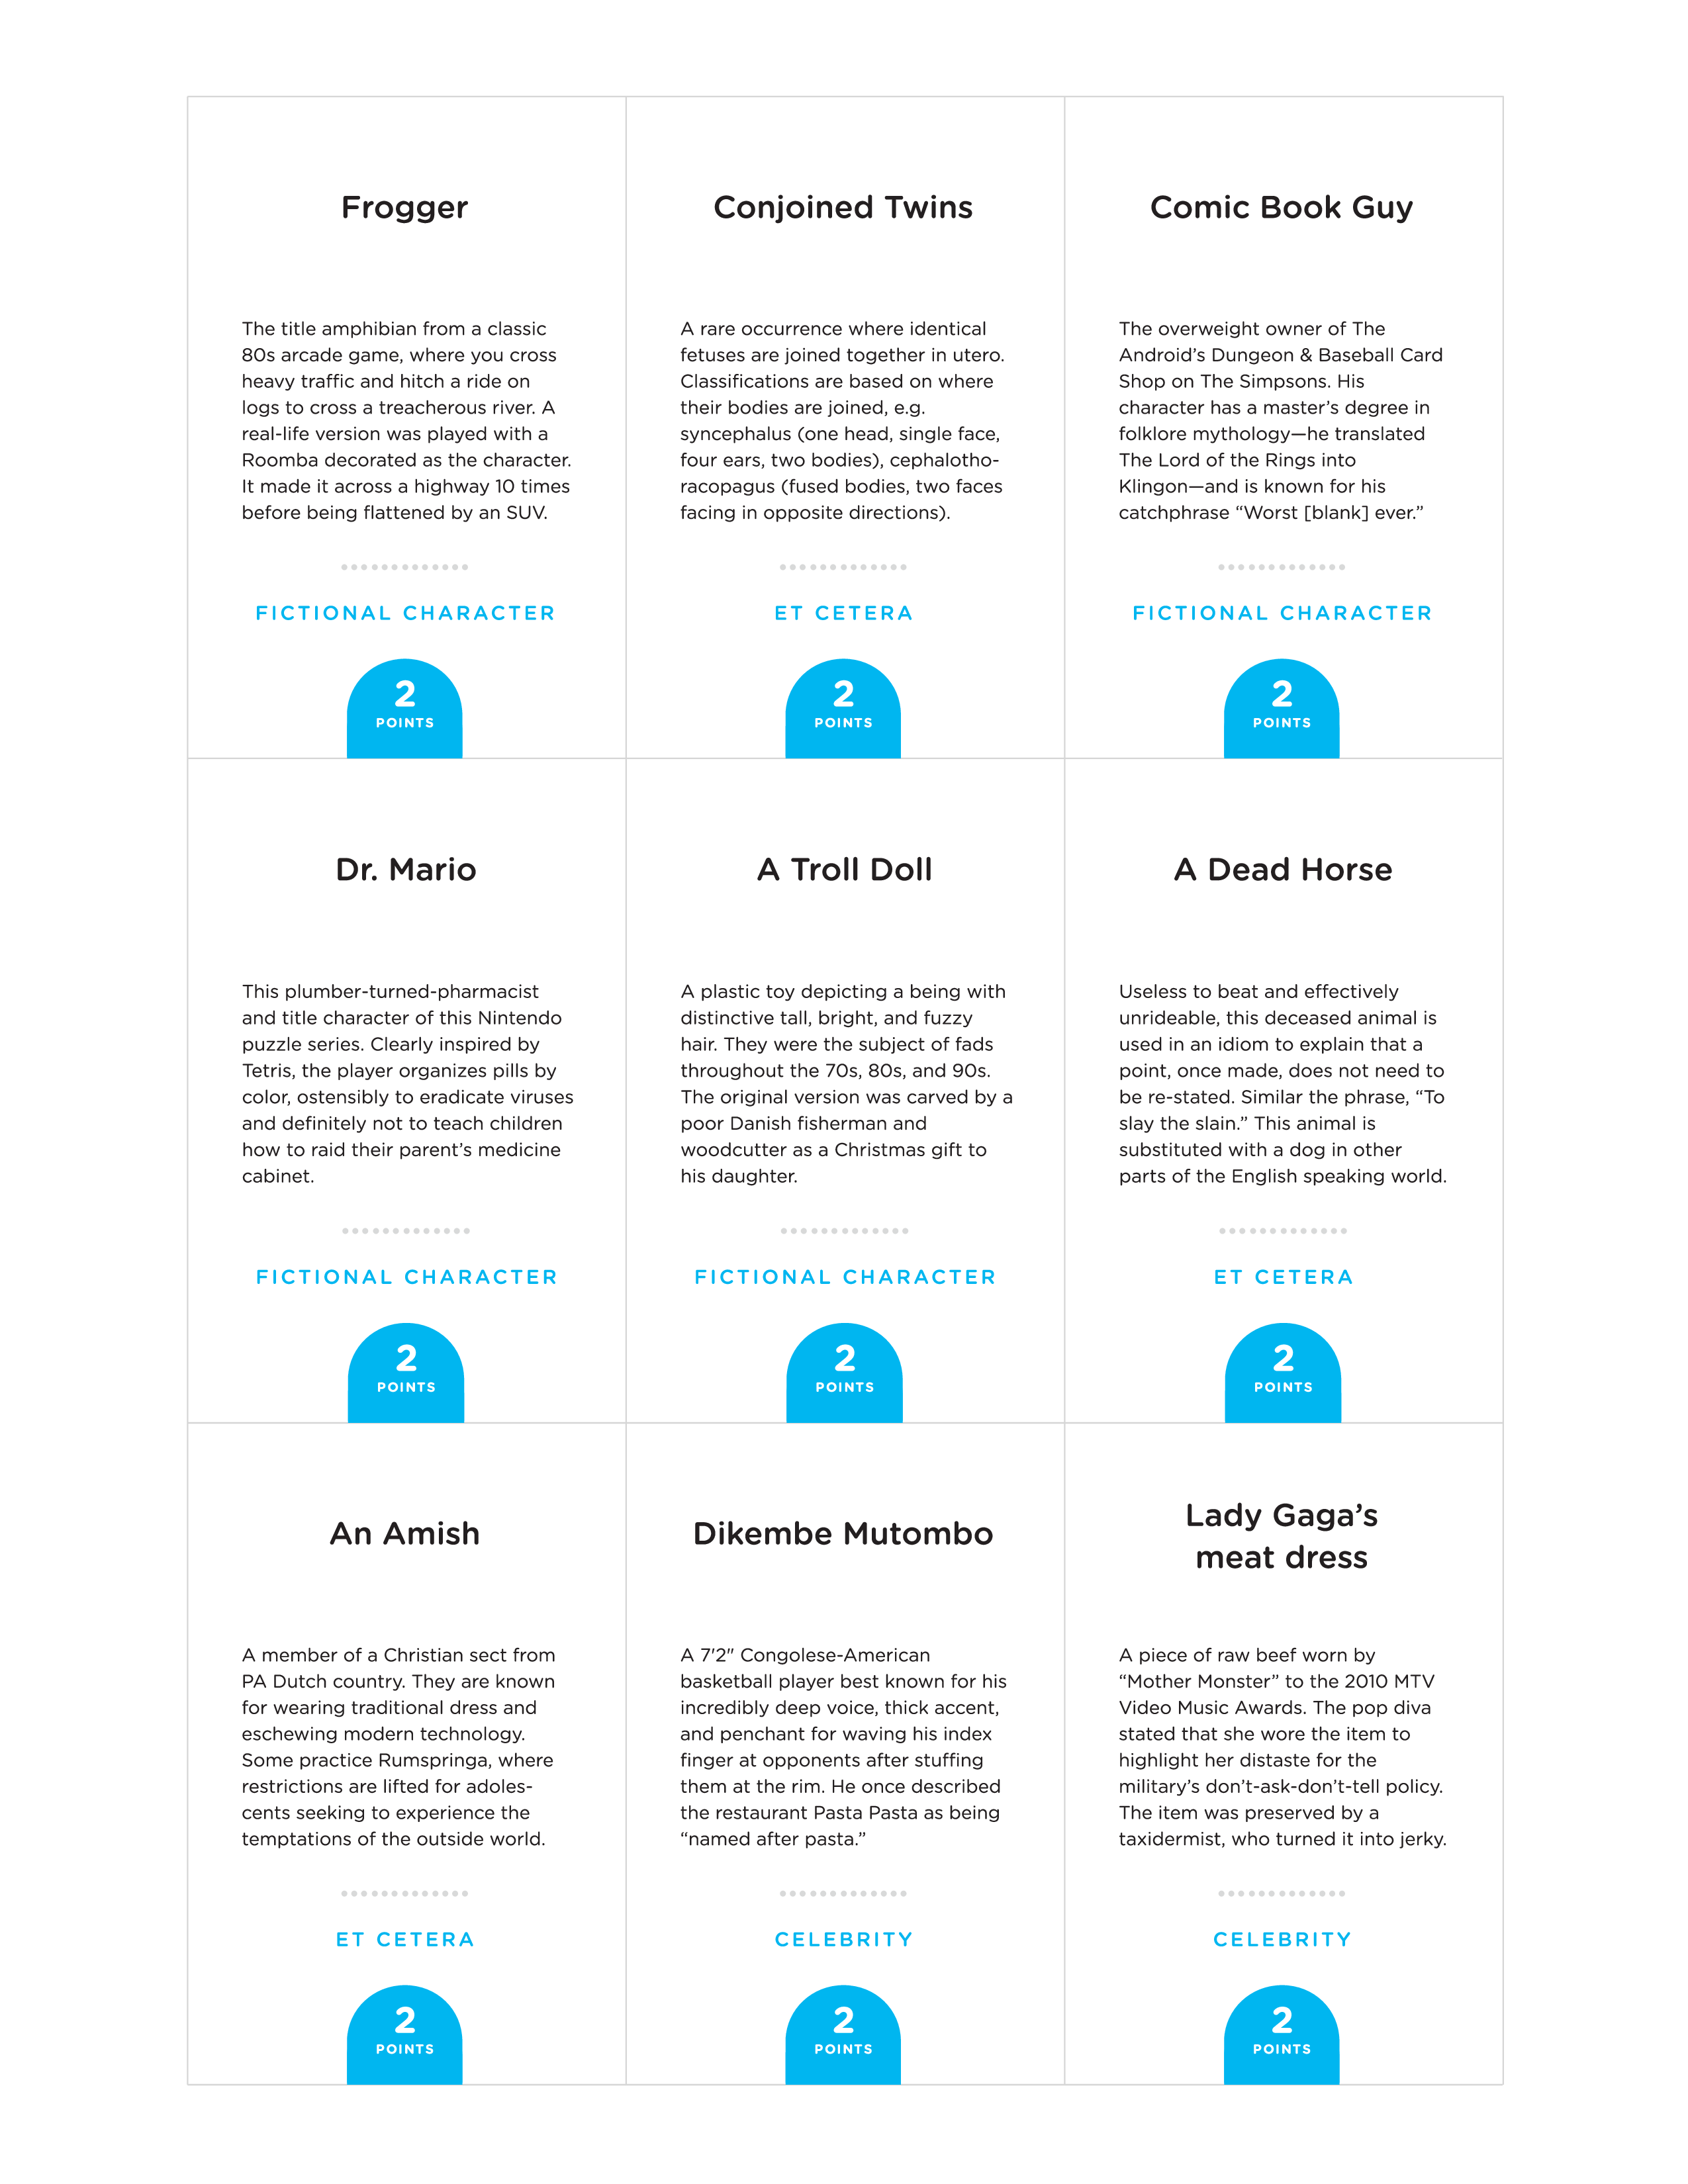 Frogger
The title amphibian from a classic
80s arcade game, where you cross
heavy traffic and hitch a ride on
logs to cross a treacherous river. A
real-life version was played with a
Roomba decorated as the character.
It made it across a highway 10 times
before being flattened by an SUV.
FICTIONAL CHARACTER
2
POINTS
Conjoined Twins
A rare occurrence where identical
fetuses are joined together in utero.
Classifications are based on where
their bodies are joined, e.g.
syncephalus (one head, single face,
four ears, two bodies), cephalotho-
racopagus (fused bodies, two faces
facing in opposite directions).
ET CETERA
2
POINTS
Comic Book Guy
The overweight owner of The
Android’s Dungeon & Baseball Card
Shop on The Simpsons. His
character has a master’s degree in
folklore mythology—he translated
The Lord of the Rings into
Klingon—and is known for his
catchphrase “Worst [blank] ever.”
FICTIONAL CHARACTER
2
POINTS
Dr. Mario
This plumber-turned-pharmacist
and title character of this Nintendo
puzzle series. Clearly inspired by
Tetris, the player organizes pills by
color, ostensibly to eradicate viruses
and definitely not to teach children
how to raid their parent’s medicine
cabinet.
FICTIONAL CHARACTER
2
POINTS
A Troll Doll
A plastic toy depicting a being with
distinctive tall, bright, and fuzzy
hair. They were the subject of fads
throughout the 70s, 80s, and 90s.
The original version was carved by a
poor Danish fisherman and
woodcutter as a Christmas gift to
his daughter.
FICTIONAL CHARACTER
2
POINTS
A Dead Horse
Useless to beat and effectively
unrideable, this deceased animal is
used in an idiom to explain that a
point, once made, does not need to
be re-stated. Similar the phrase, “To
slay the slain.” This animal is
substituted with a dog in other
parts of the English speaking world.
ET CETERA
2
POINTS
An Amish
A member of a Christian sect from
PA Dutch country. They are known
for wearing traditional dress and
eschewing modern technology.
Some practice Rumspringa, where
restrictions are lifted for adoles-
cents seeking to experience the
temptations of the outside world.
ET CETERA
2
POINTS
Dikembe Mutombo
A 7'2" Congolese-American
basketball player best known for his
incredibly deep voice, thick accent,
and penchant for waving his index
finger at opponents after stuffing
them at the rim. He once described
the restaurant Pasta Pasta as being
“named after pasta.”
CELEBRITY
2
POINTS
Lady Gaga’s
meat dress
A piece of raw beef worn by
“Mother Monster” to the 2010 MTV
Video Music Awards. The pop diva
stated that she wore the item to
highlight her distaste for the
military’s don’t-ask-don’t-tell policy.
The item was preserved by a
taxidermist, who turned it into jerky.
CELEBRITY
2
POINTS